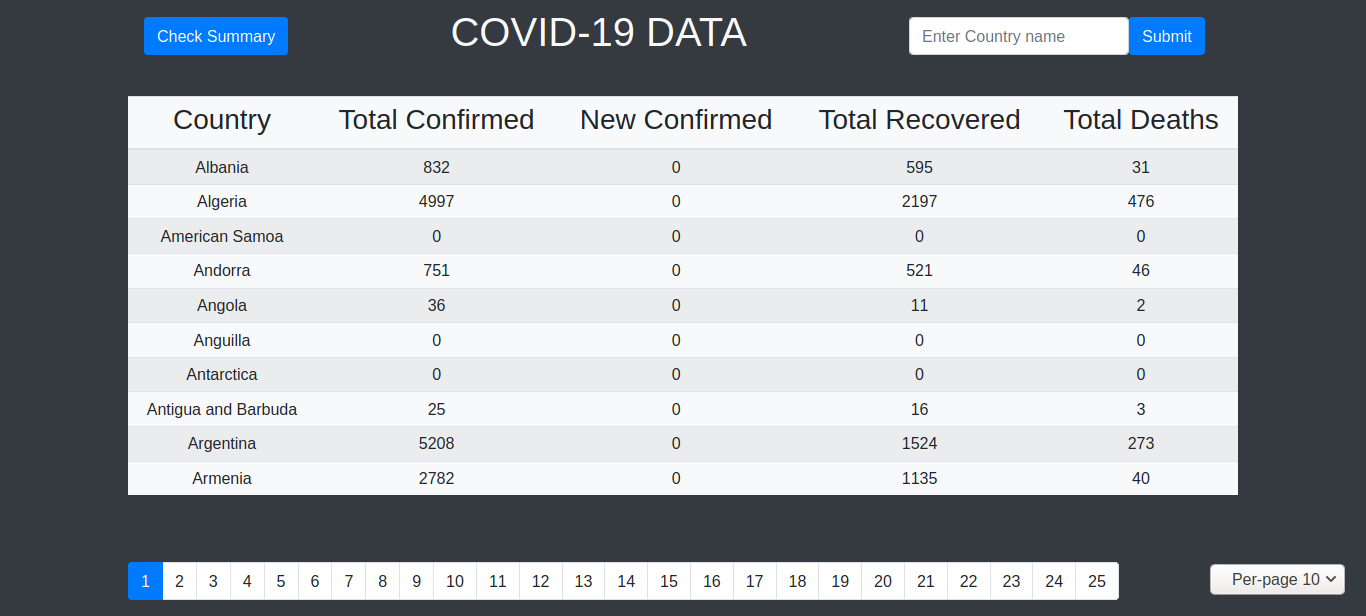 Check Summary COVID-19 DATA Enter Country name Submit
Country Total Confirmed New Confirmed Total Recovered Total Deaths
Albania 832 0 595 31
Algeria 4997 0 2197 476
American Samoa 0 0 0 0
Andorra 751 0 521 46
Angola 36 0 11 2
Anguilla 0 0 0 0
Antarctica 0 0 0 0
Antigua and Barbuda 25 0 16 3
Argentina 5208 0 1524 273
Armenia 2782 0 1135 40
1 2 3 4 5 6 7 8 9 10 11 12 13 14 15 16 17 18 19 20 21 22 23 24 25 Per-page 10